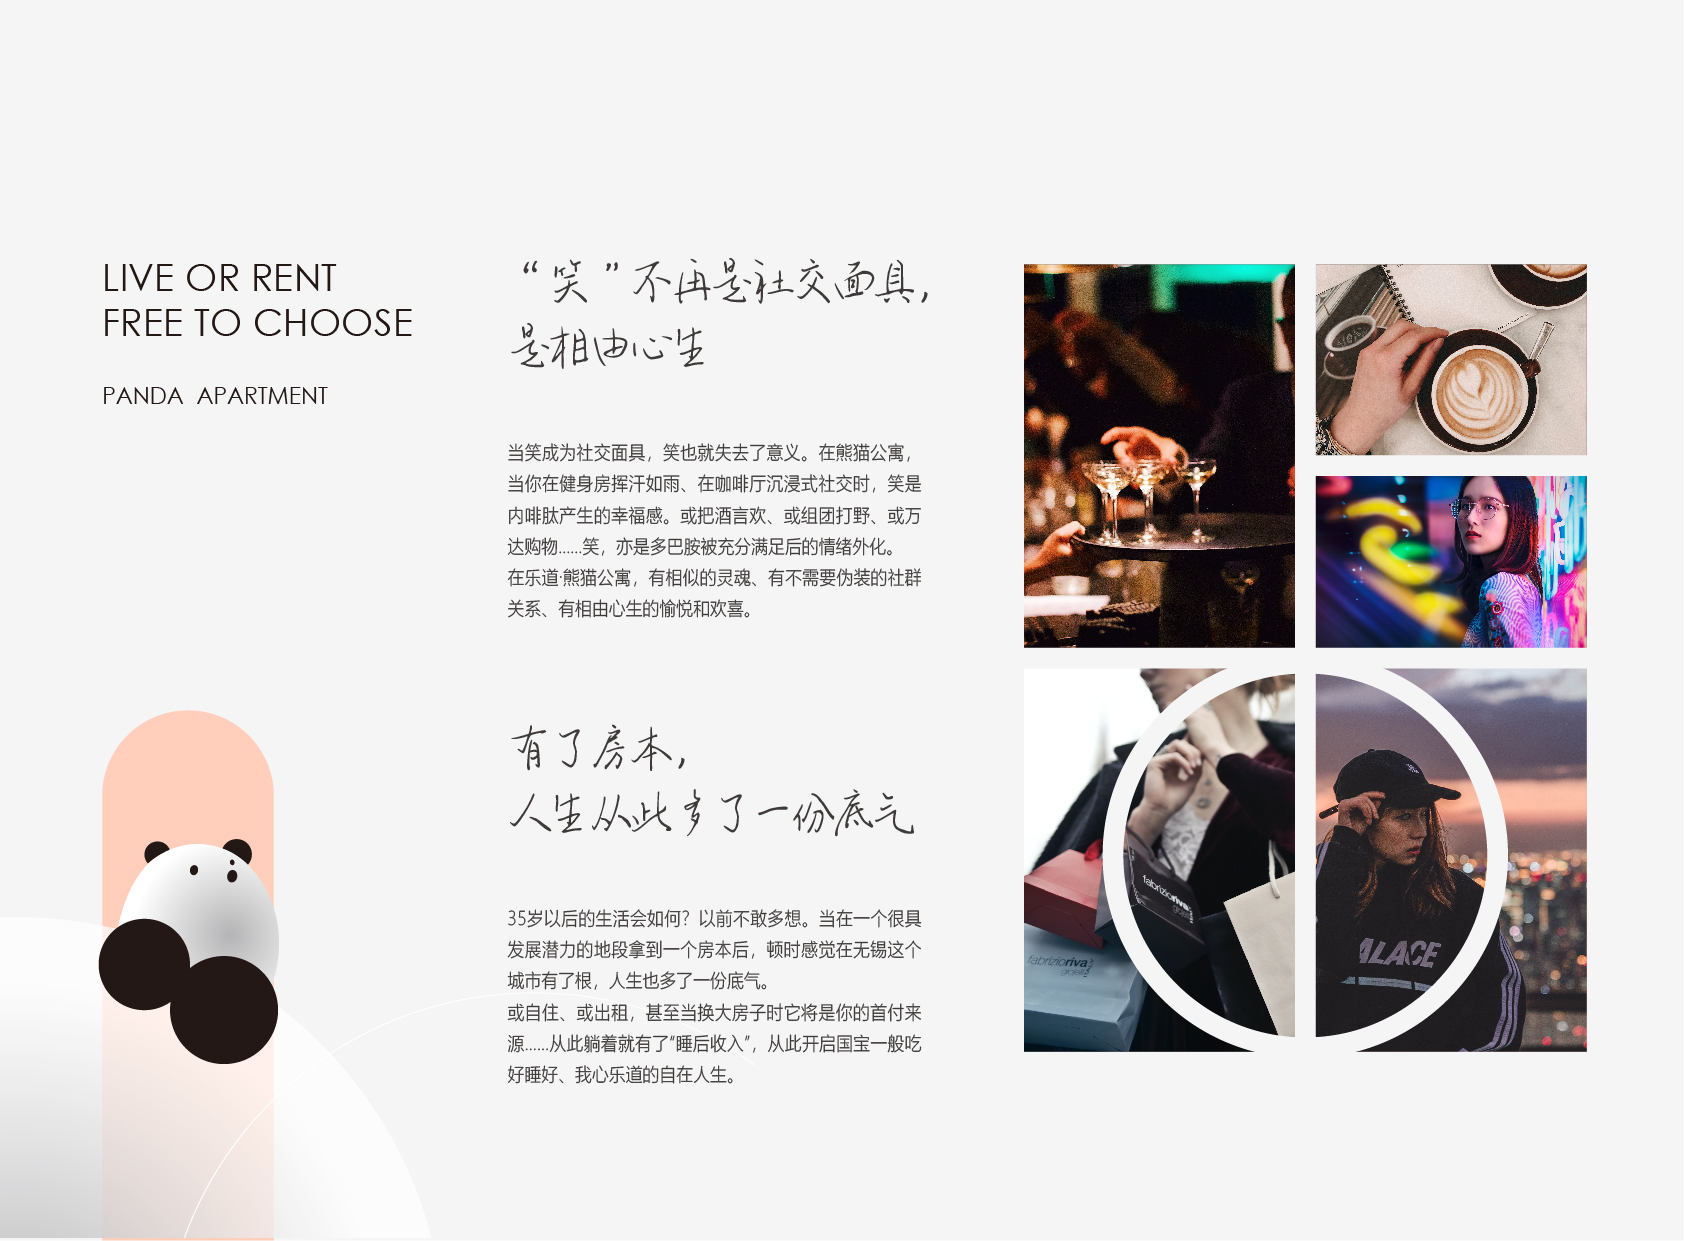 LIVE OR RENT
FREE TO CHOOSE
PANDA APARTMENT
“笑”不再是社交面具,
是相由心生
当笑成为社交面具，笑也就失去了意义。在熊猫公寓，
当你在健身房挥汗如雨、在咖啡厅沉浸式社交时，笑是
内啡肽产生的幸福感。或把酒言欢、或组团打野、或万
达购物......笑，亦是多巴胺被充分满足后的情绪外化。
在乐道·熊猫公寓，有相似的灵魂、有不需要伪装的社群
关系、有相由心生的愉悦和欢喜。
有了房本,
人生从此多了一份底气
35岁以后的生活会如何？以前不敢多想。当在一个很具
发展潜力的地段拿到一个房本后，顿时感觉在无锡这个
城市有了根，人生也多了一份底气。
或自住、或出租，甚至当换大房子时它将是你的首付来
源......从此躺着就有了"睡后收入"，从此开启国宝一般吃
好睡好、我心乐道的自在人生。
fabrizioriva
gioielli
fabrizioriva
gioielli
ALACE